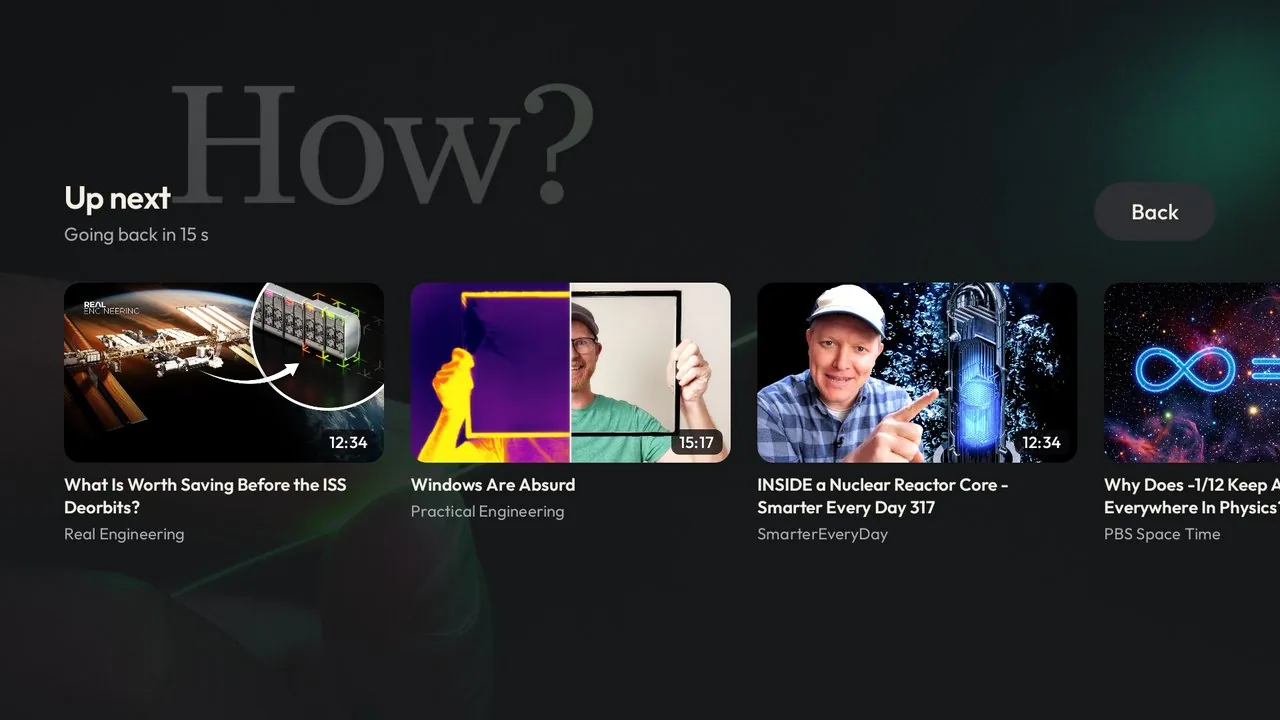 How?
Up next
Going back in 15 s
Back
REAL
ENGINEERING
12:34
15:17
12:34
What Is Worth Saving Before the ISS
Deorbits?
Real Engineering
Windows Are Absurd
Practical Engineering
INSIDE a Nuclear Reactor Core -
Smarter Every Day 317
SmarterEveryDay
∞ =
Why Does -1/12 Keep A
Everywhere In Physics?
PBS Space Time